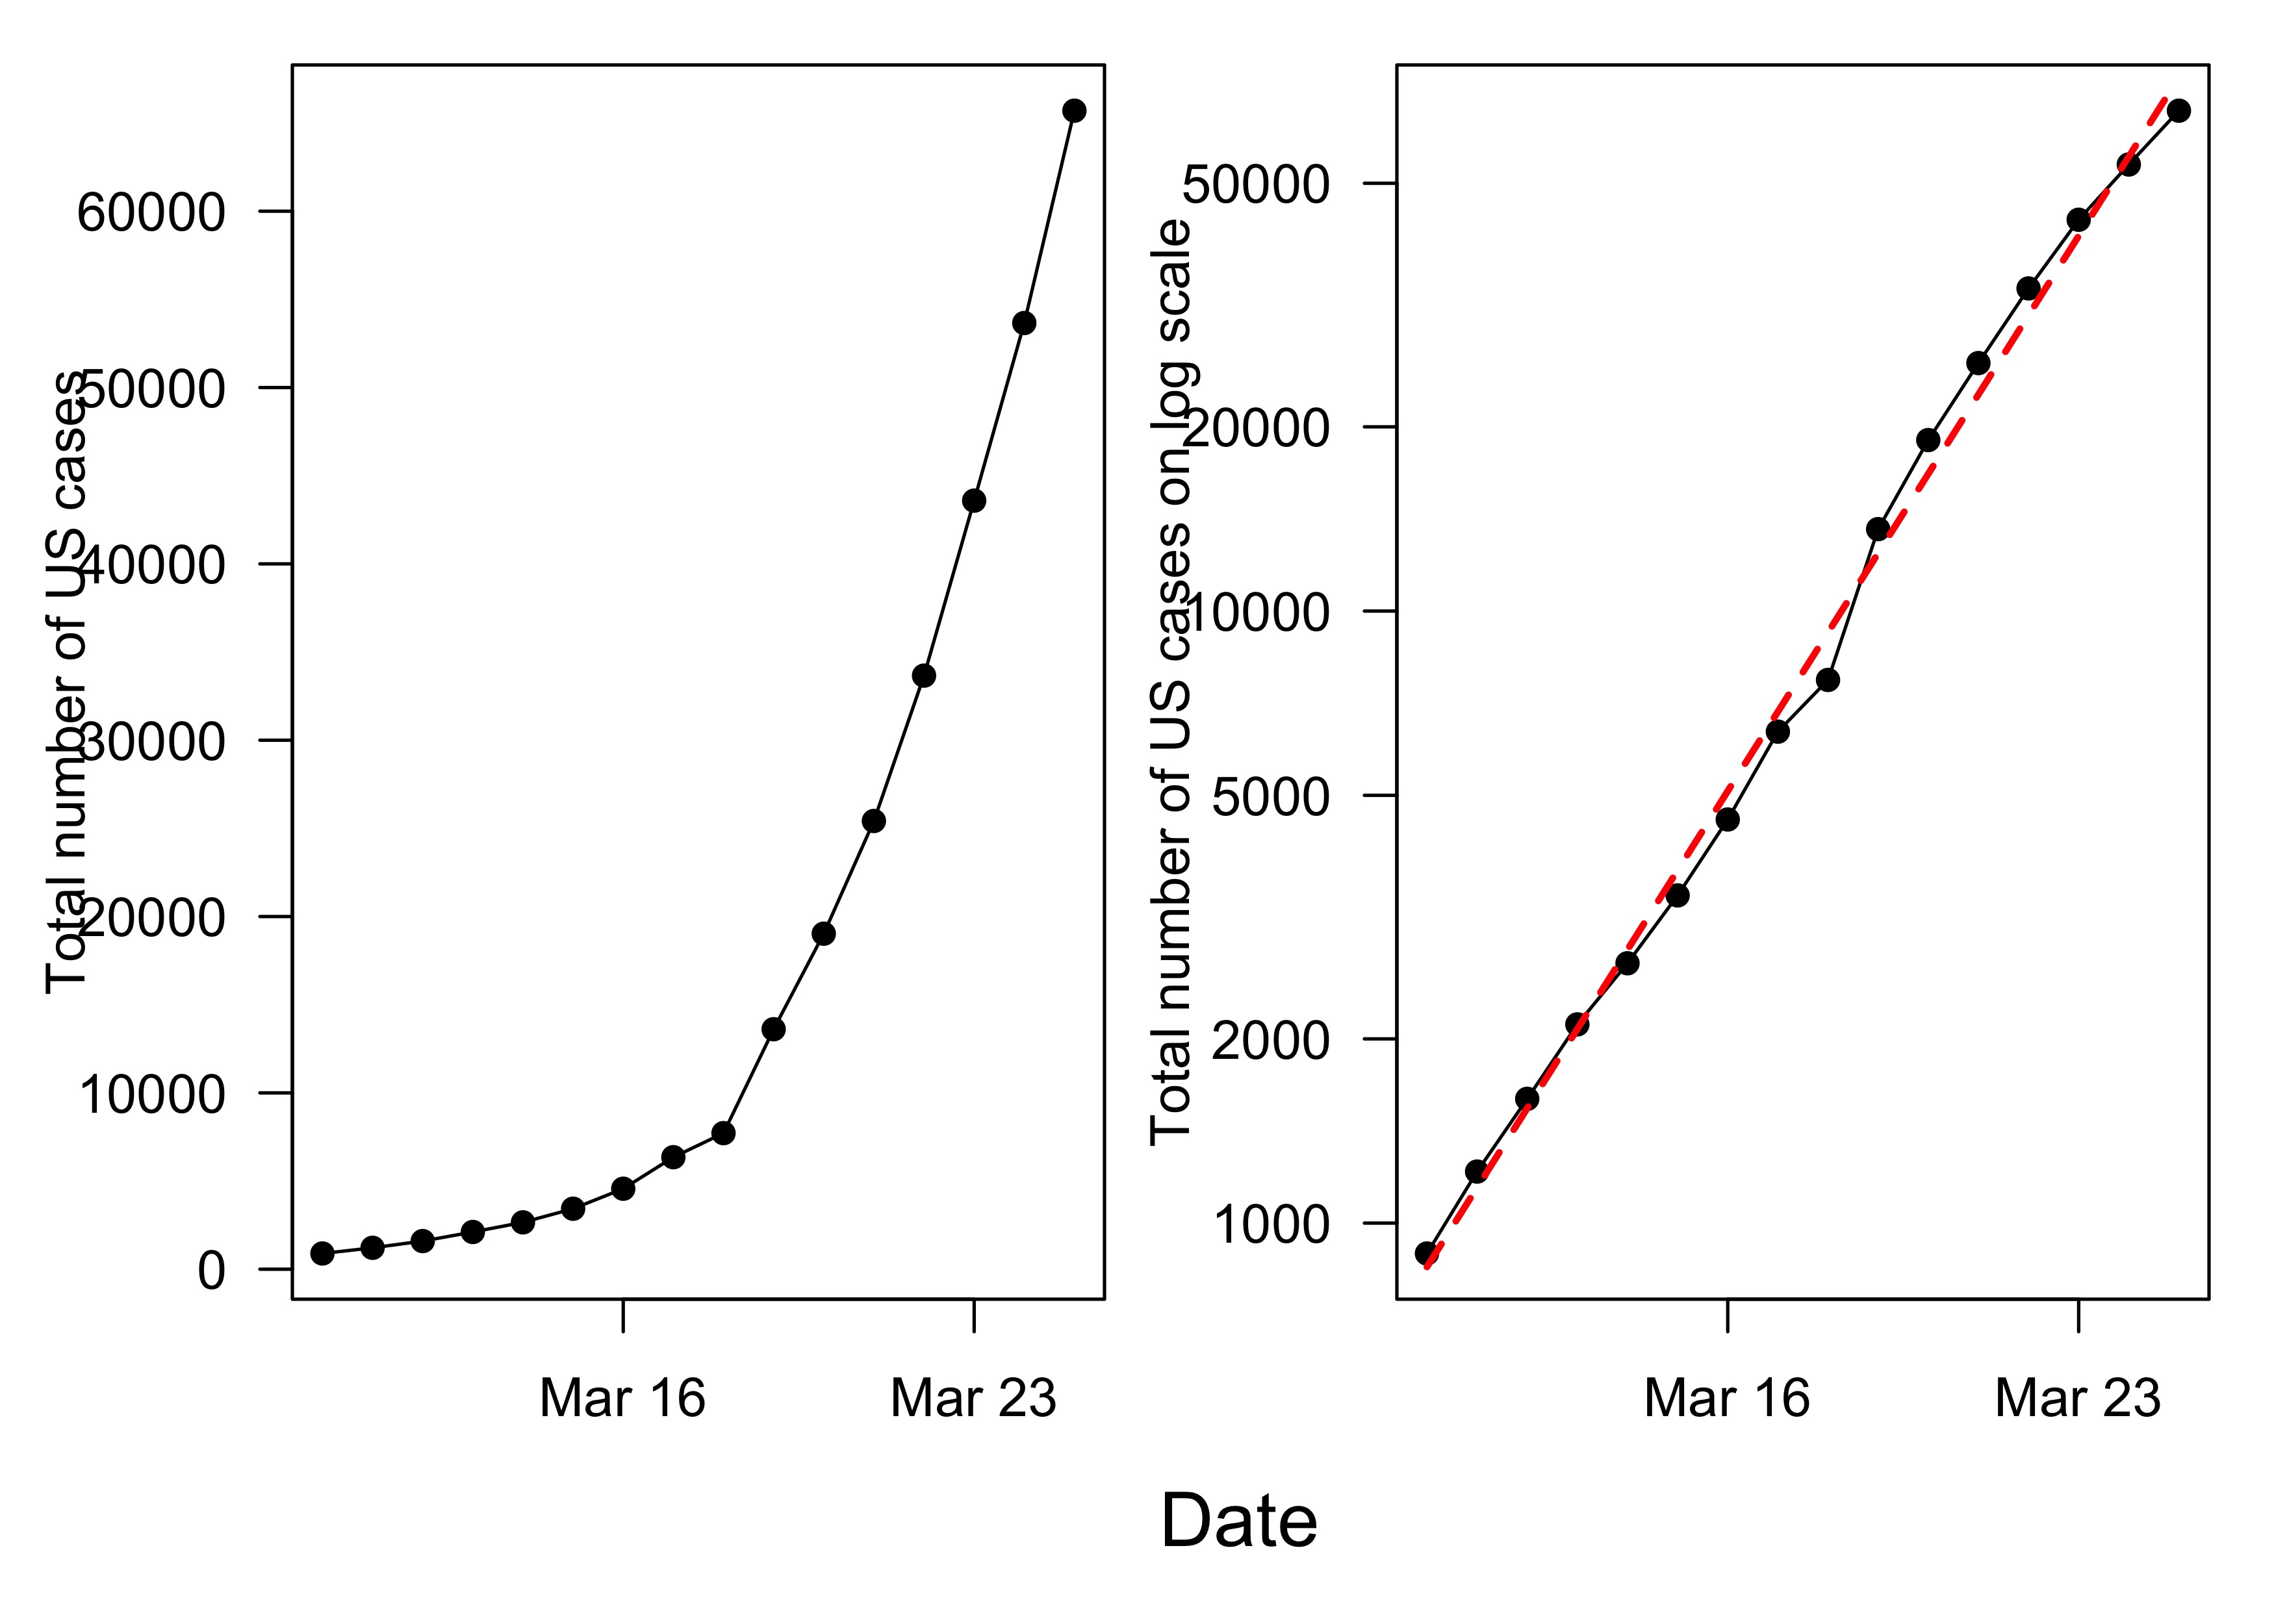 Total number of US cases
60000
50000
40000
30000
20000
10000
0
Mar 16
Mar 23
Total number of US cases on log scale
50000
20000
10000
5000
2000
1000
Mar 16
Mar 23
Date